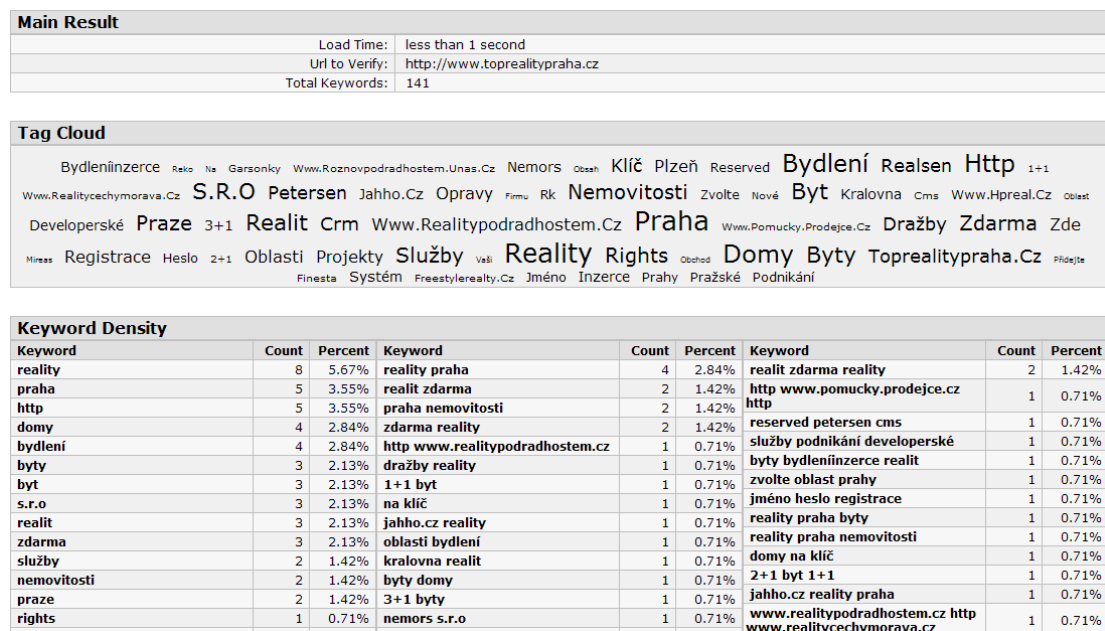 Main Result
Load Time: less than 1 second
Url to Verify: http://www.toprealitypraha.cz
Total Keywords: 141
Tag Cloud
Bydleníinzerce Reko Na Garsonky Www.Roznovpodradhostem.Unas.Cz Nemors Obsah Klíč Plzeň Reserved Bydlení Realsen Http 1+1
Www.Realitycechymorava.Cz S.R.O Petersen Jahho.Cz Opravy Firmu Rk Nemovitosti Zvolte Nové Byt Kralovna Cms Www.Hpreal.Cz Oblast
Developerské Praze 3+1 Realit Crm Www.Realitypodradhostem.Cz Praha Www.Pomucky.Prodejce.Cz Dražby Zdarma Zde
Mireas Registrace Heslo 2+1 Oblasti Projekty Služby Vaši Reality Rights Obchod Domy Byty Toprealitypraha.Cz Přidejte
Finesta Systém Freestylerealty.Cz Jméno Inzerce Prahy Pražské Podnikání
Keyword Density
Keyword Count Percent Keyword Count Percent Keyword Count Percent
reality 8 5.67% reality praha 4 2.84% realit zdarma reality 2 1.42%
praha 5 3.55% realit zdarma 2 1.42% http www.pomucky.prodejce.cz
http 5 3.55% praha nemovitosti 2 1.42% http 1 0.71%
domy 4 2.84% zdarma reality 2 1.42% reserved petersen cms 1 0.71%
bydlení 4 2.84% http www.realitypodradhostem.cz 1 0.71% služby podnikání developerské 1 0.71%
byty 3 2.13% dražby reality 1 0.71% byty bydleníinzerce realit 1 0.71%
byt 3 2.13% 1+1 byt 1 0.71% zvolte oblast prahy 1 0.71%
s.r.o 3 2.13% na klíč 1 0.71% jméno heslo registrace 1 0.71%
realit 3 2.13% jahho.cz reality 1 0.71% reality praha byty 1 0.71%
zdarma 3 2.13% oblasti bydlení 1 0.71% reality praha nemovitosti 1 0.71%
služby 2 1.42% kralovna realit 1 0.71% domy na klíč 1 0.71%
nemovitosti 2 1.42% byty domy 1 0.71% 2+1 byt 1+1 1 0.71%
praze 2 1.42% 3+1 byty 1 0.71% jahho.cz reality praha 1 0.71%
rights 1 0.71% nemors s.r.o 1 0.71% www.realitypodradhostem.cz http 1 0.71%
www.realitycechymorava.cz